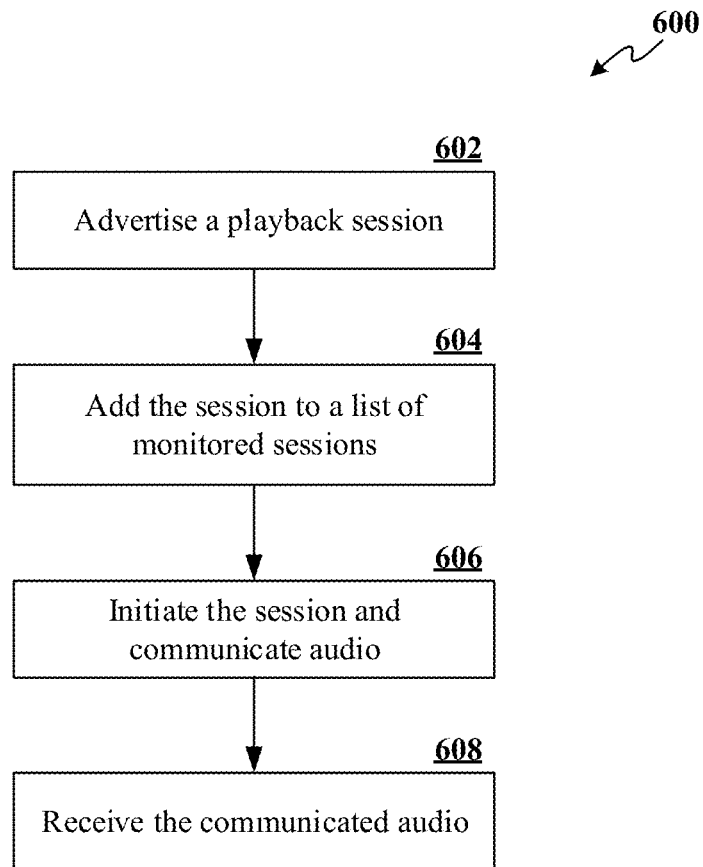 600
602
Advertise a playback session
604
Add the session to a list of
monitored sessions
606
Initiate the session and
communicate audio
608
Receive the communicated audio